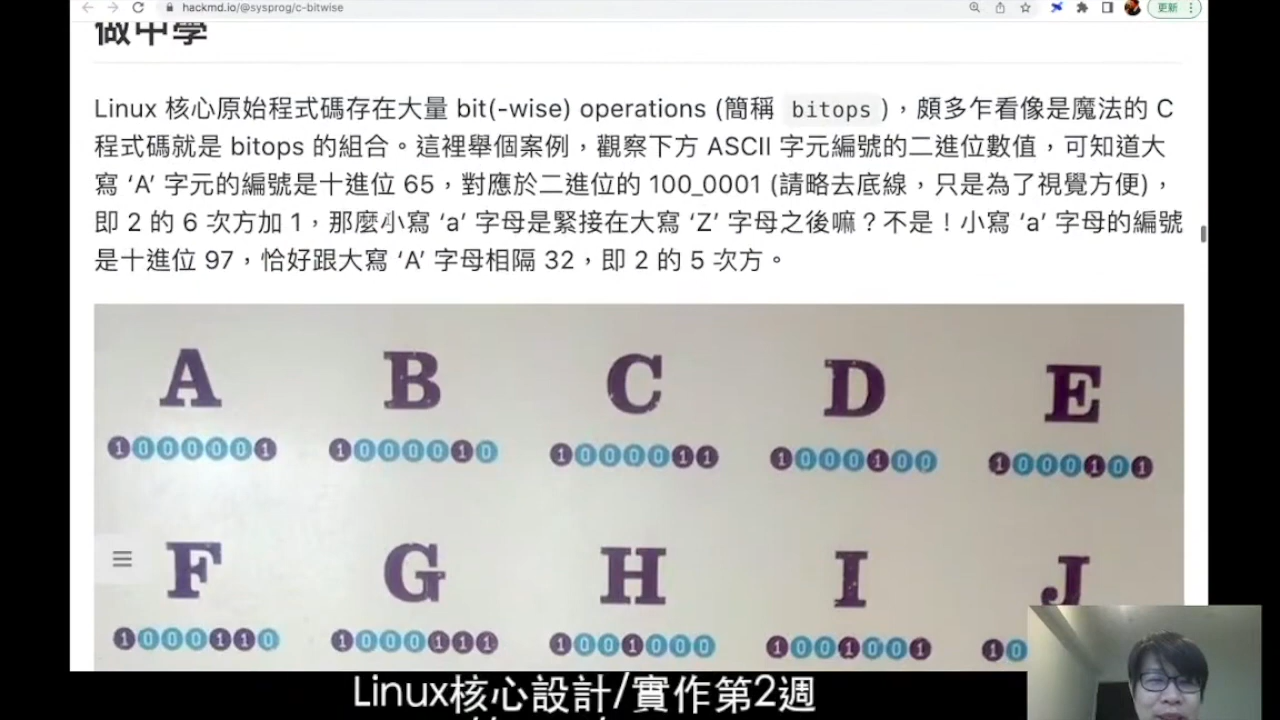 hackmd.io/@sysprog/c-bitwise
更新
做中學
Linux 核心原始程式碼存在大量 bit(-wise) operations (簡稱 bitops )，頗多乍看像是魔法的 C
程式碼就是 bitops 的組合。這裡舉個案例，觀察下方 ASCII 字元編號的二進位數值，可知道大
寫 ‘A’ 字元的編號是十進位 65，對應於二進位的 100_0001 (請略去底線，只是為了視覺方便)，
即 2 的 6 次方加 1，那麼小寫 ‘a’ 字母是緊接在大寫 ‘Z’ 字母之後嘛？不是！小寫 ‘a’ 字母的編號
是十進位 97，恰好跟大寫 ‘A’ 字母相隔 32，即 2 的 5 次方。
A B C D E
1000001 1000010 1000011 1000100 1000101
F G H I J
1000110 1000111 1001000 1001001 10
Linux核心設計/實作第2週